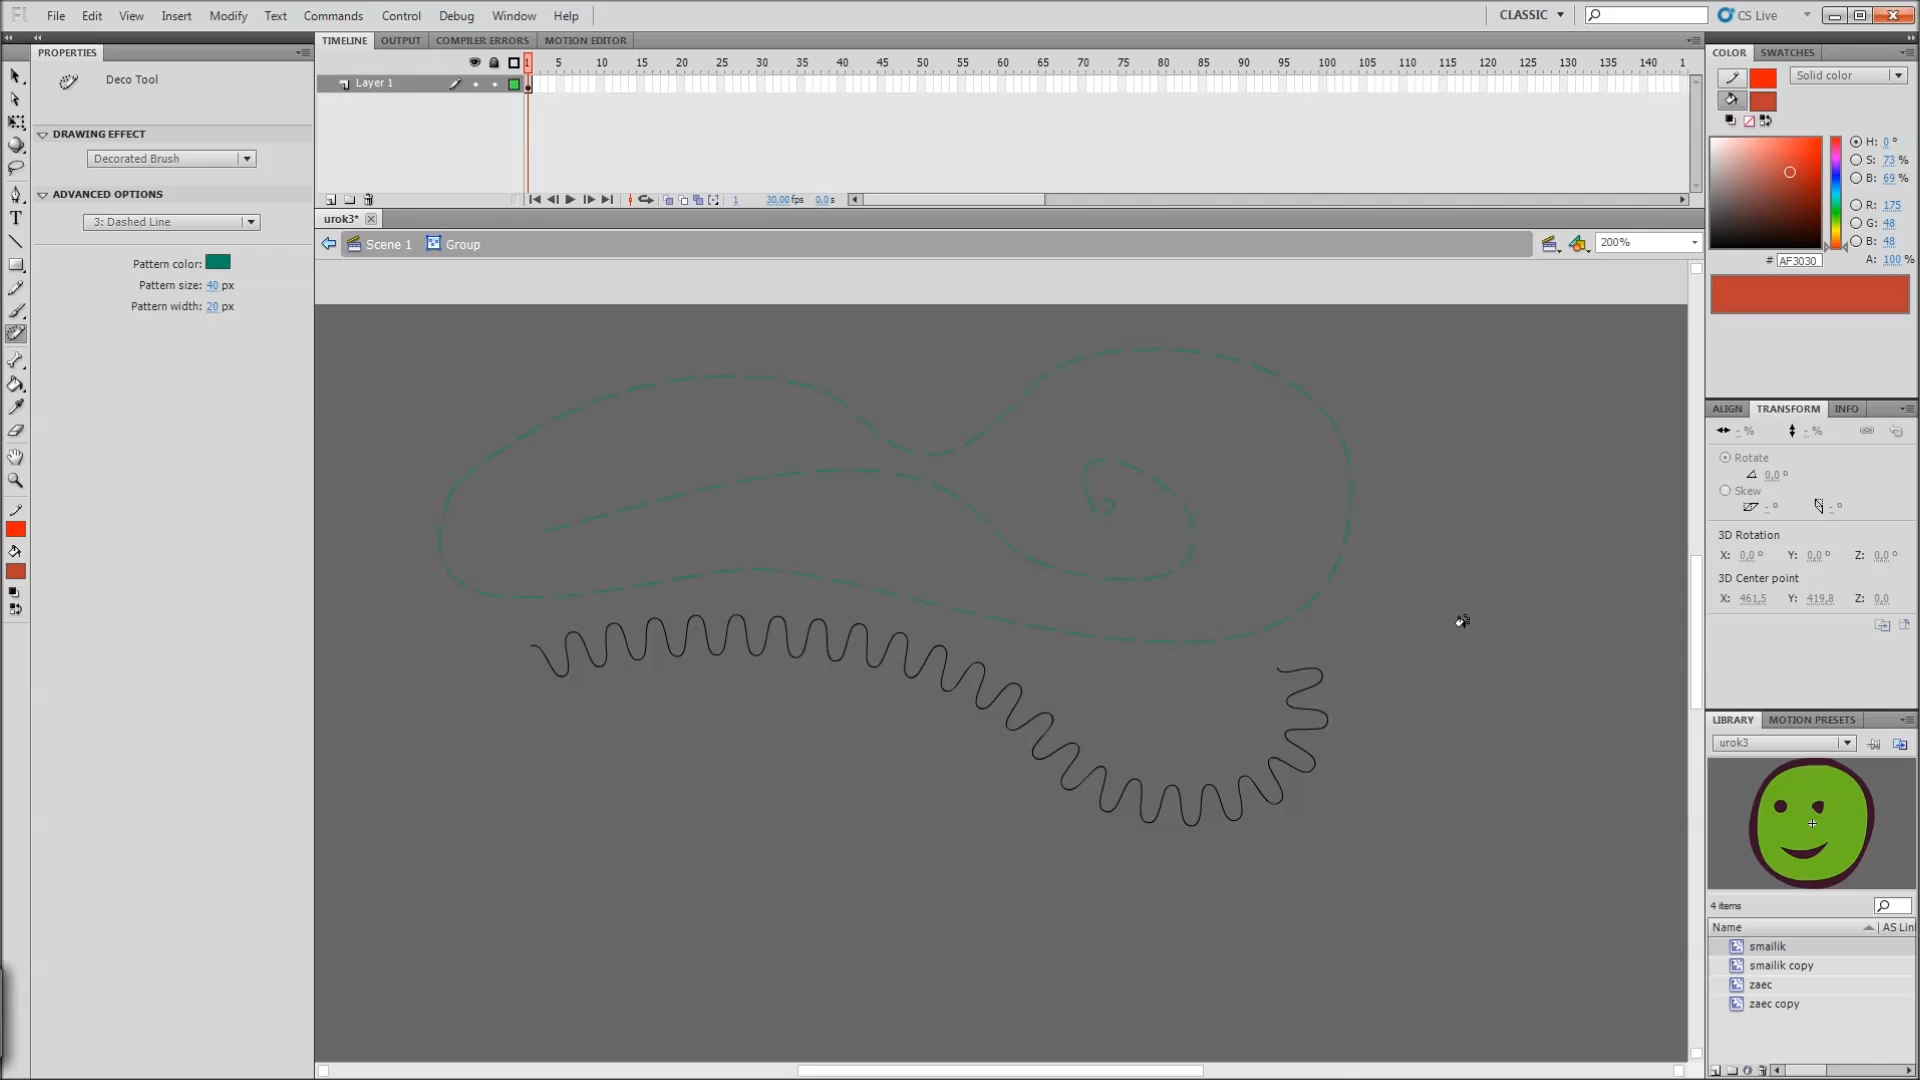 Fl File Edit View Insert Modify Text Commands Control Debug Window Help CLASSIC CS Live
PROPERTIES
Deco Tool
DRAWING EFFECT
Decorated Brush
ADVANCED OPTIONS
3: Dashed Line
Pattern color:
Pattern size: 40 px
Pattern width: 20 px
TIMELINE OUTPUT COMPILER ERRORS MOTION EDITOR
1 5 10 15 20 25 30 35 40 45 50 55 60 65 70 75 80 85 90 95 100 105 110 115 120 125 130 135 140 1
Layer 1
1 30,00 fps 0,0 s
urok3*
Scene 1 Group 200%
COLOR SWATCHES
Solid color
H: 0 °
S: 73 %
B: 69 %
R: 175
G: 48
B: 48
# AF3030 A: 100 %
ALIGN TRANSFORM INFO
- % - %
Rotate
0,0 °
Skew
- ° - °
3D Rotation
X: 0,0 ° Y: 0,0 ° Z: 0,0 °
3D Center point
X: 461,5 Y: 419,8 Z: 0,0
LIBRARY MOTION PRESETS
urok3
4 items
Name AS Lin
smailik
smailik copy
zaec
zaec copy